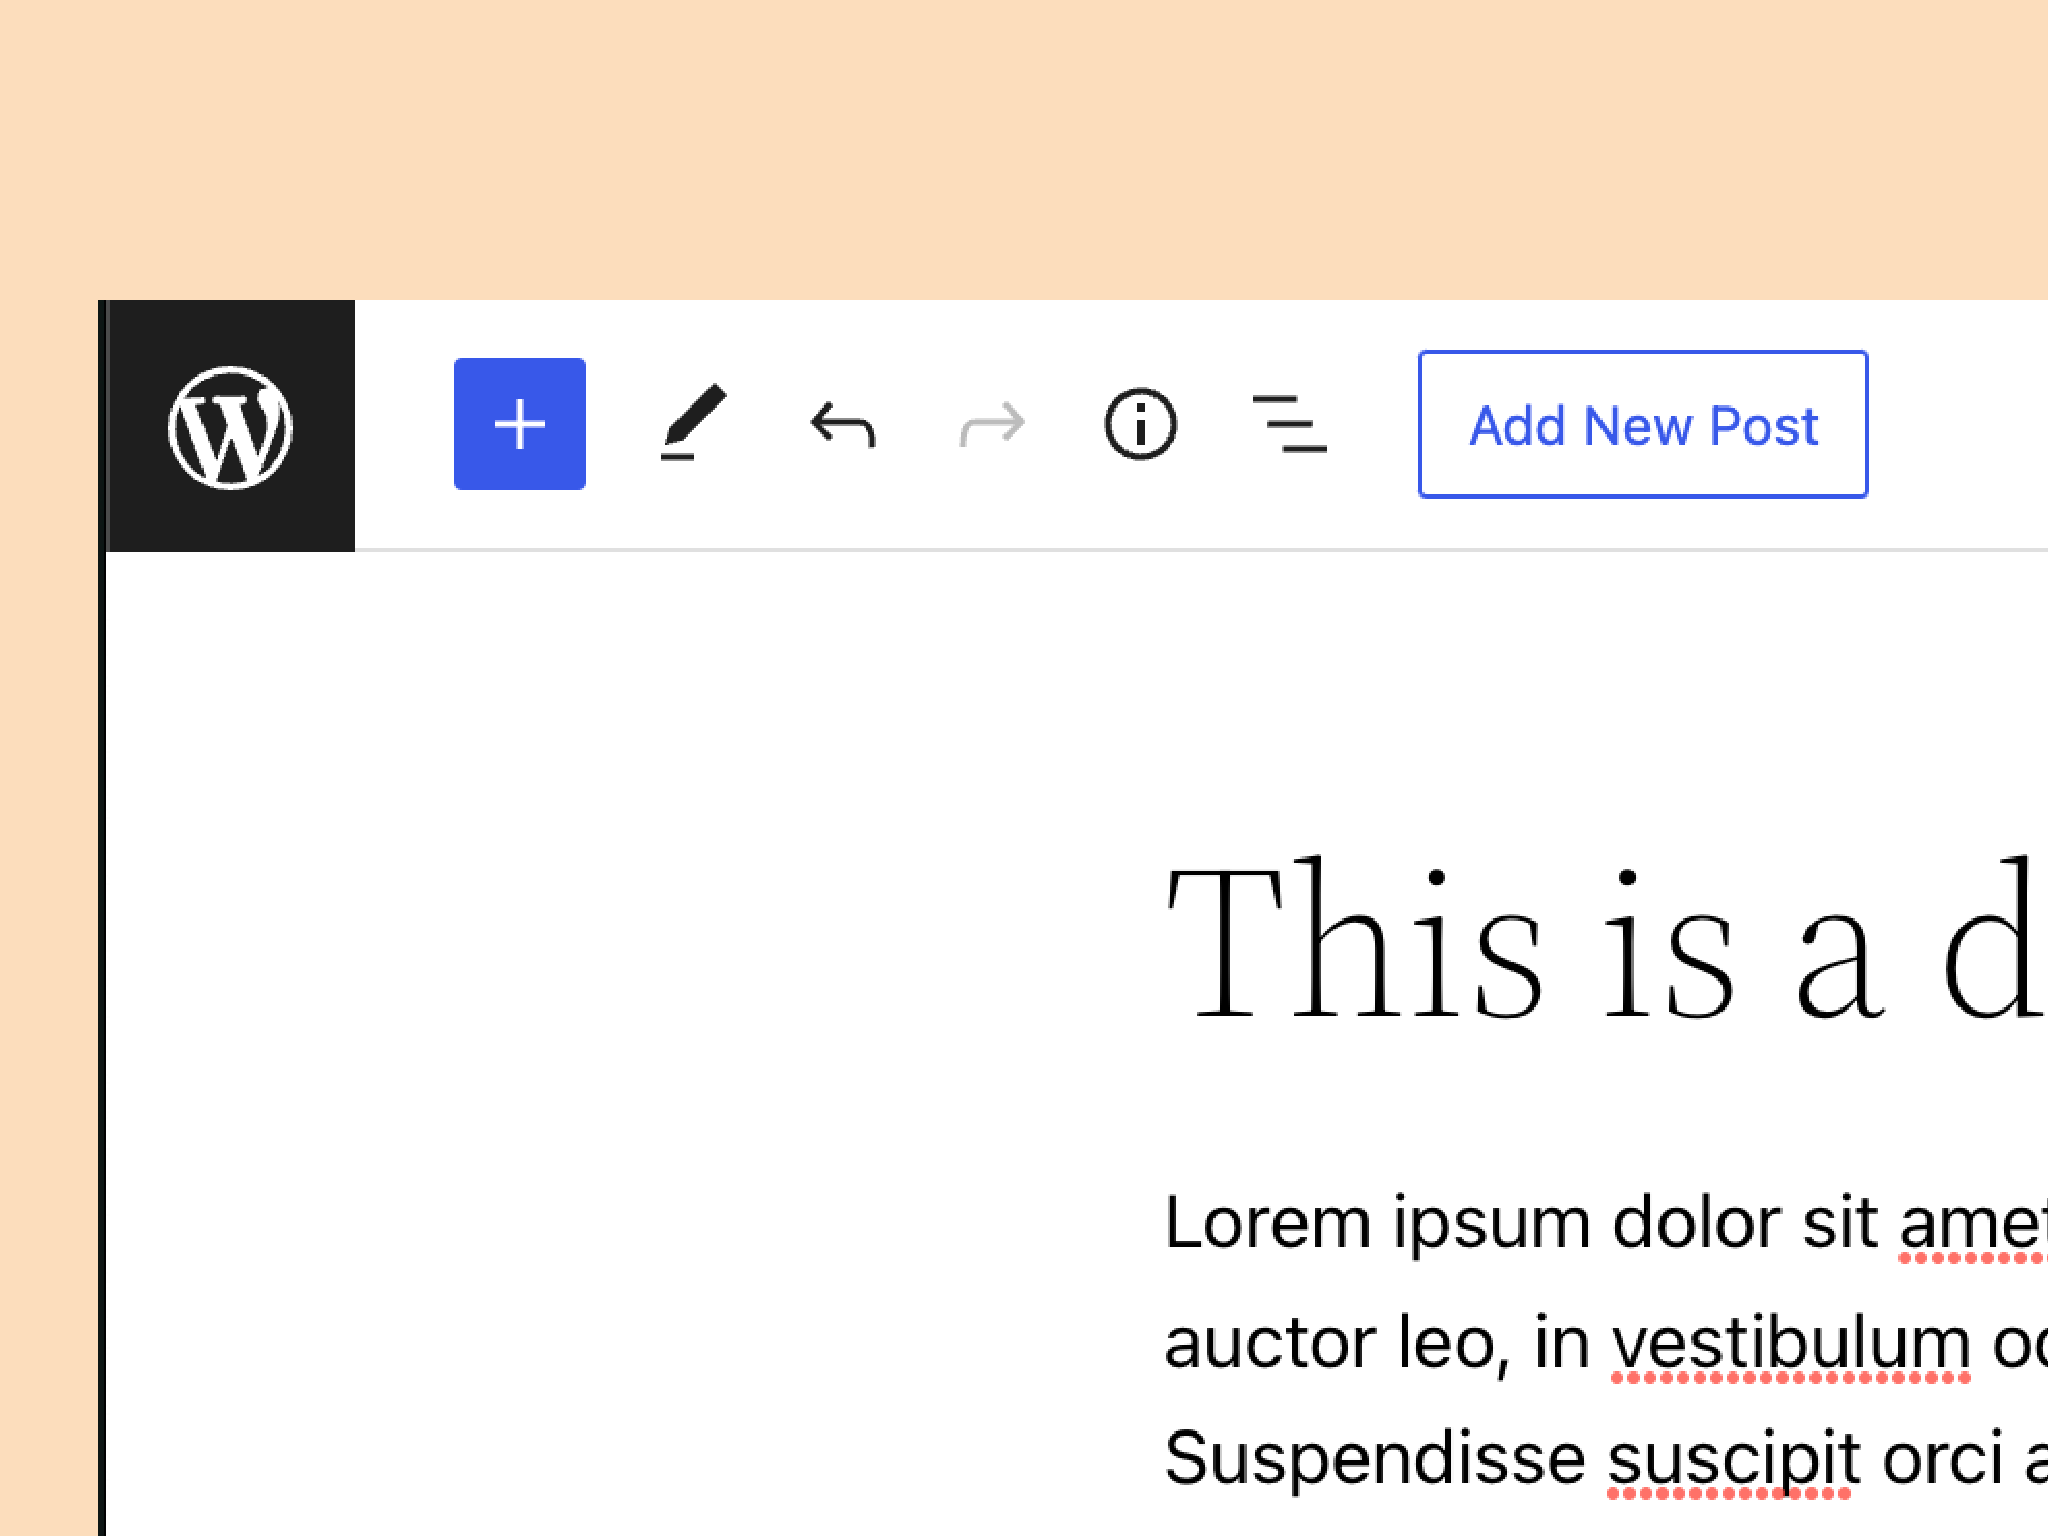 Add New Post
This is a d
Lorem ipsum dolor sit amet
auctor leo, in vestibulum
Suspendisse suscipit orci a